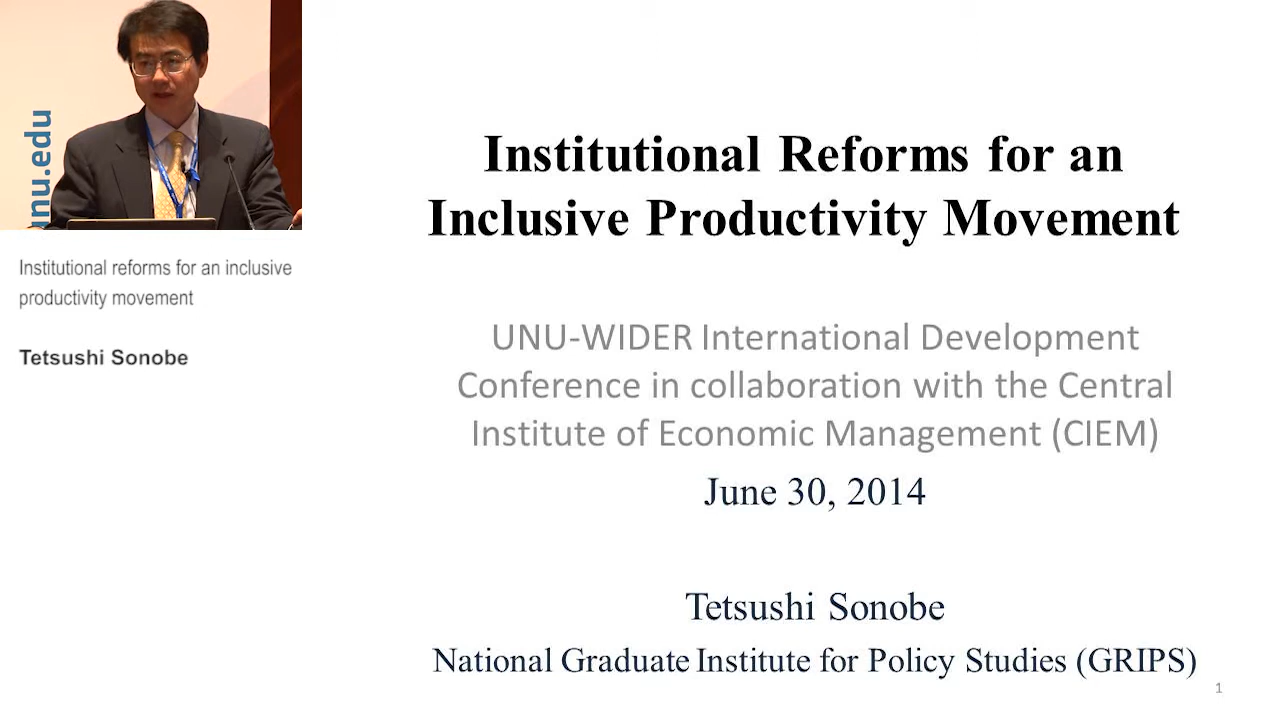 unu.edu
Institutional reforms for an inclusive
productivity movement
Tetsushi Sonobe
Institutional Reforms for an
Inclusive Productivity Movement
UNU-WIDER International Development
Conference in collaboration with the Central
Institute of Economic Management (CIEM)
June 30, 2014
Tetsushi Sonobe
National Graduate Institute for Policy Studies (GRIPS)
1